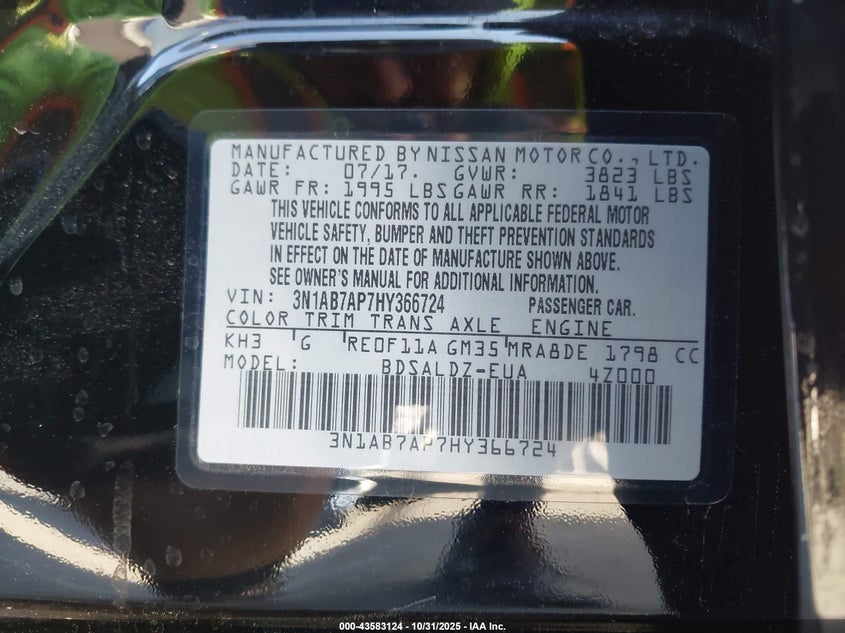 MANUFACTURED BY NISSAN MOTOR CO., LTD.
DATE: 07/17. GVWR: 3823 LBS
GAWR FR: 1995 LBS GAWR RR: 1841 LBS
THIS VEHICLE CONFORMS TO ALL APPLICABLE FEDERAL MOTOR
VEHICLE SAFETY, BUMPER AND THEFT PREVENTION STANDARDS
IN EFFECT ON THE DATE OF MANUFACTURE SHOWN ABOVE.
SEE OWNER'S MANUAL FOR ADDITIONAL INFORMATION.
VIN: 3N1AB7AP7HY366724 PASSENGER CAR.
COLOR TRIM TRANS AXLE ENGINE
KH3 G RE0F11A GM35 MRA8DE 1798 CC
MODEL: BDSALDZ-EUA 4Z000
3N1AB7AP7HY366724
000-43583124 - 10/31/2025 - IAA Inc.